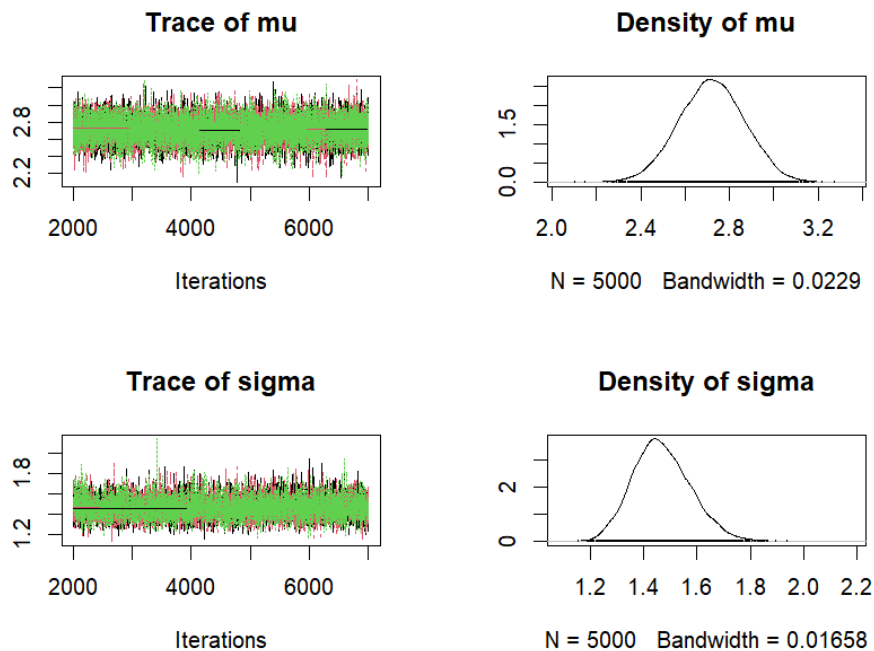 Trace of mu
2.2 2.8
2000 4000 6000
Iterations
Density of mu
0.0 1.5
2.0 2.4 2.8 3.2
N = 5000 Bandwidth = 0.0229
Trace of sigma
1.2 1.8
2000 4000 6000
Iterations
Density of sigma
0 2
1.2 1.4 1.6 1.8 2.0 2.2
N = 5000 Bandwidth = 0.01658